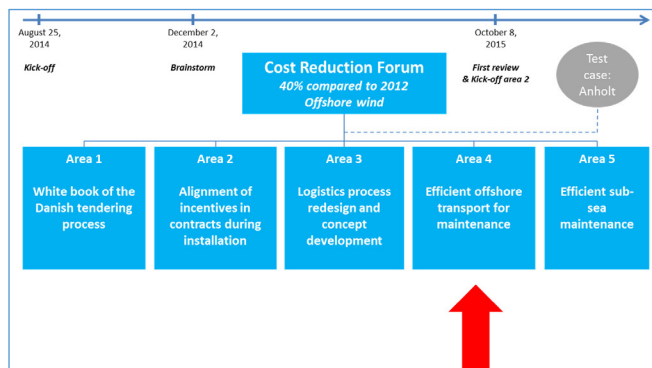 August 25,
2014
December 2,
2014
October 8,
2015
Kick-off
Brainstorm
First review
& Kick-off area 2
Cost Reduction Forum
40% compared to 2012
Offshore wind
Test
case:
Anholt
Area 1
White book of the
Danish tendering
process
Area 2
Alignment of
incentives in
contracts during
installation
Area 3
Logistics process
redesign and
concept
development
Area 4
Efficient offshore
transport for
maintenance
Area 5
Efficient sub-
sea
maintenance